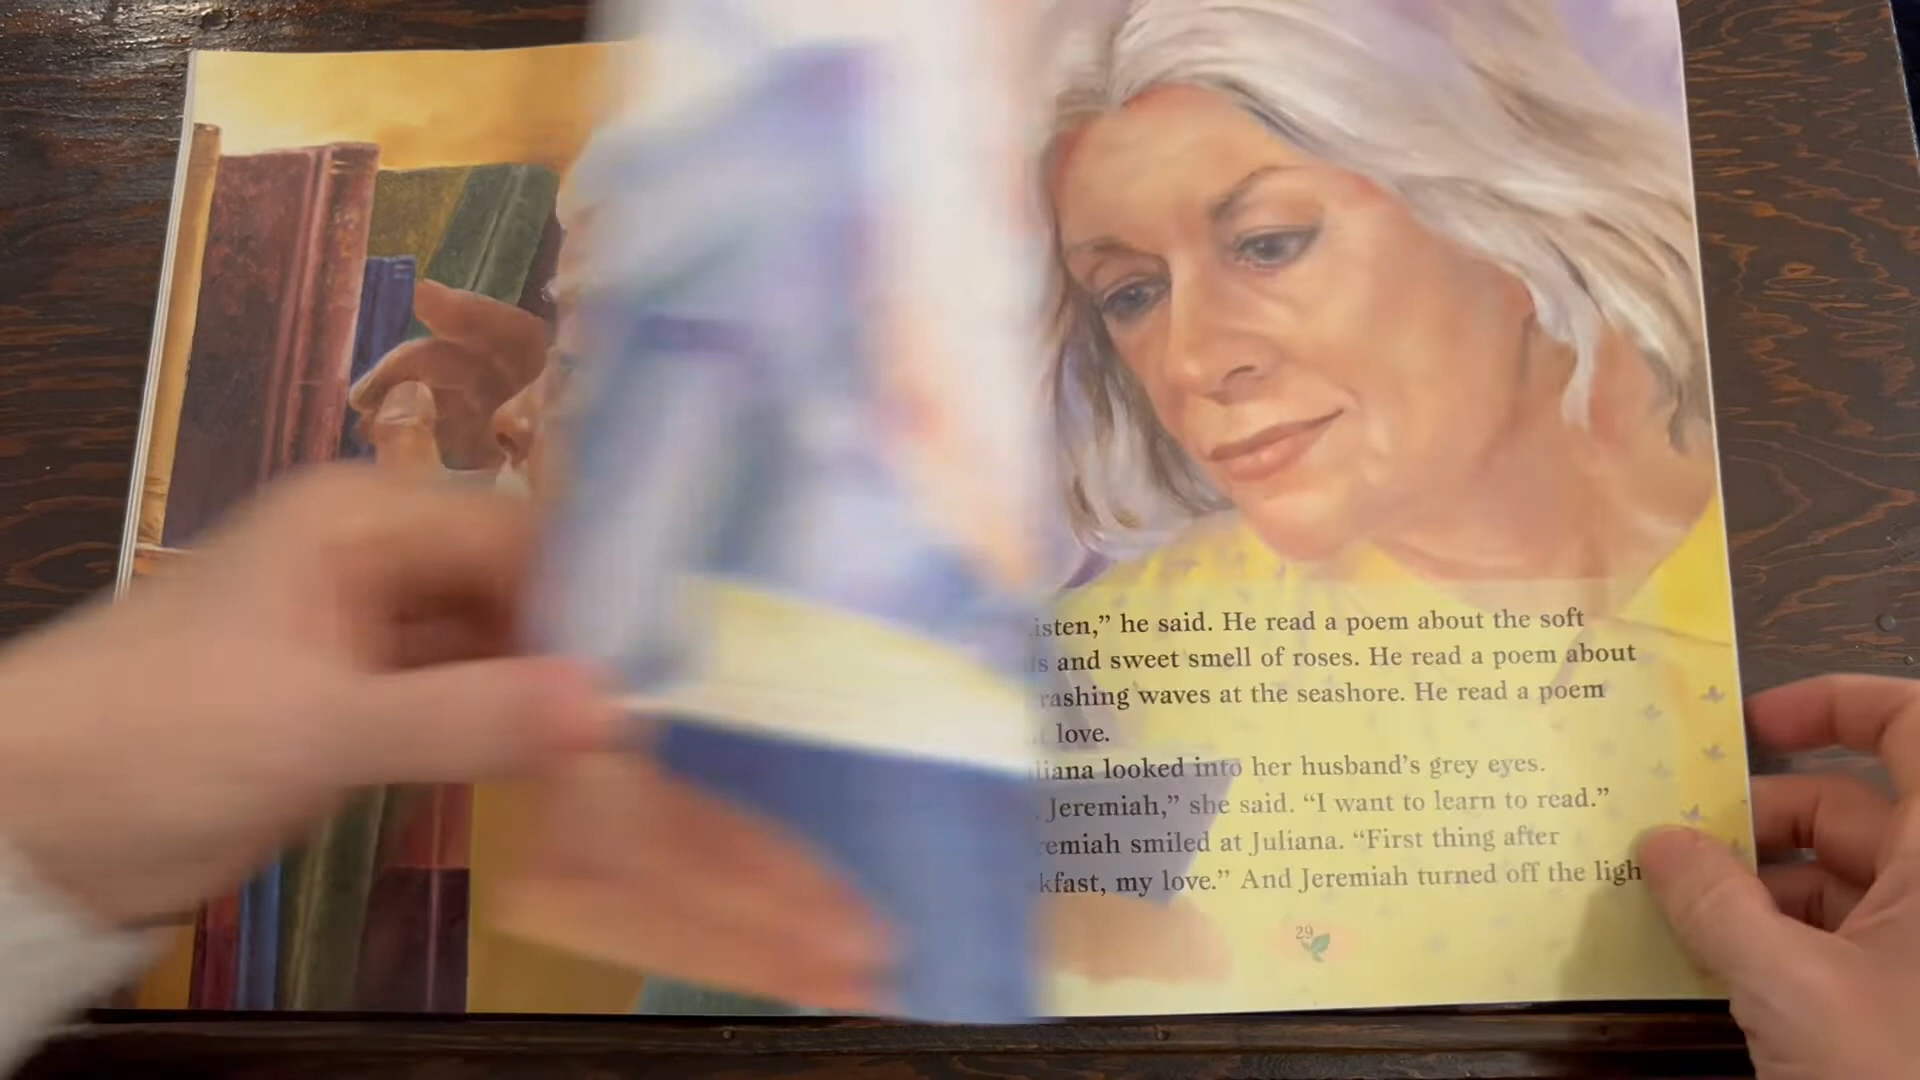 isten,” he said. He read a poem about the soft
and sweet smell of roses. He read a poem about
rashing waves at the seashore. He read a poem
love.
liana looked into her husband’s grey eyes.
Jeremiah,” she said. “I want to learn to read.”
emiah smiled at Juliana. “First thing after
kfast, my love.” And Jeremiah turned off the ligh
29